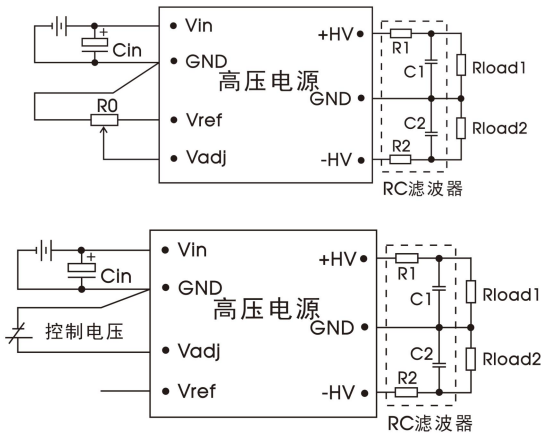 Vin
+
Cin
GND
高压电源
R0
Vref
Vadj
+HV
GND
-HV
R1
C1
C2
R2
Rload1
Rload2
RC滤波器
Vin
+
Cin
GND
高压电源
控制电压
Vadj
Vref
+HV
GND
-HV
R1
C1
C2
R2
Rload1
Rload2
RC滤波器